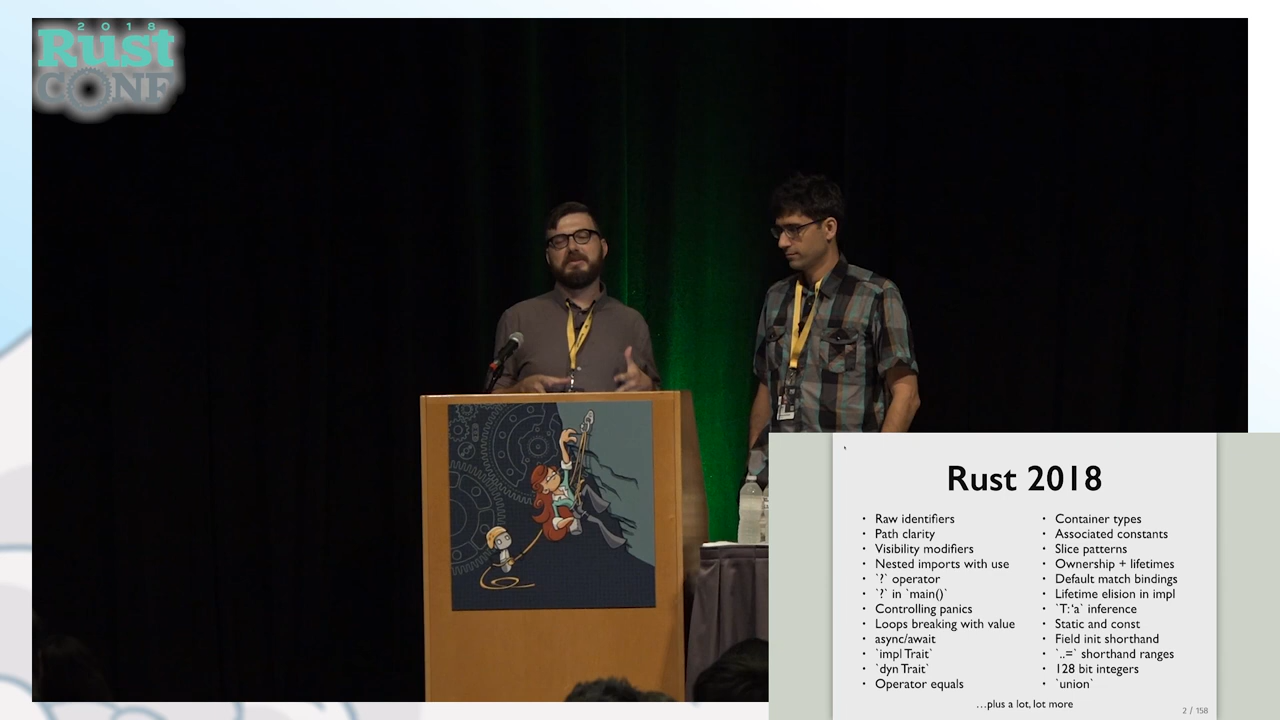 2018
Rust
CONF
Rust 2018
• Raw identifiers
• Path clarity
• Visibility modifiers
• Nested imports with use
• `?` operator
• `?` in `main()`
• Controlling panics
• Loops breaking with value
• async/await
• `impl Trait`
• `dyn Trait`
• Operator equals
• Container types
• Associated constants
• Slice patterns
• Ownership + lifetimes
• Default match bindings
• Lifetime elision in impl
• `T:'a` inference
• Static and const
• Field init shorthand
• `..=` shorthand ranges
• 128 bit integers
• `union`
…plus a lot, lot more
2 / 158